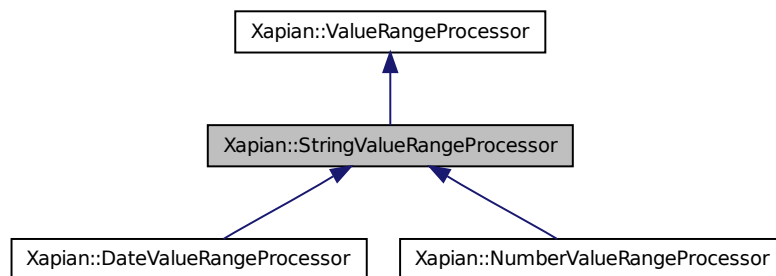 Xapian::ValueRangeProcessor
Xapian::StringValueRangeProcessor
Xapian::DateValueRangeProcessor
Xapian::NumberValueRangeProcessor